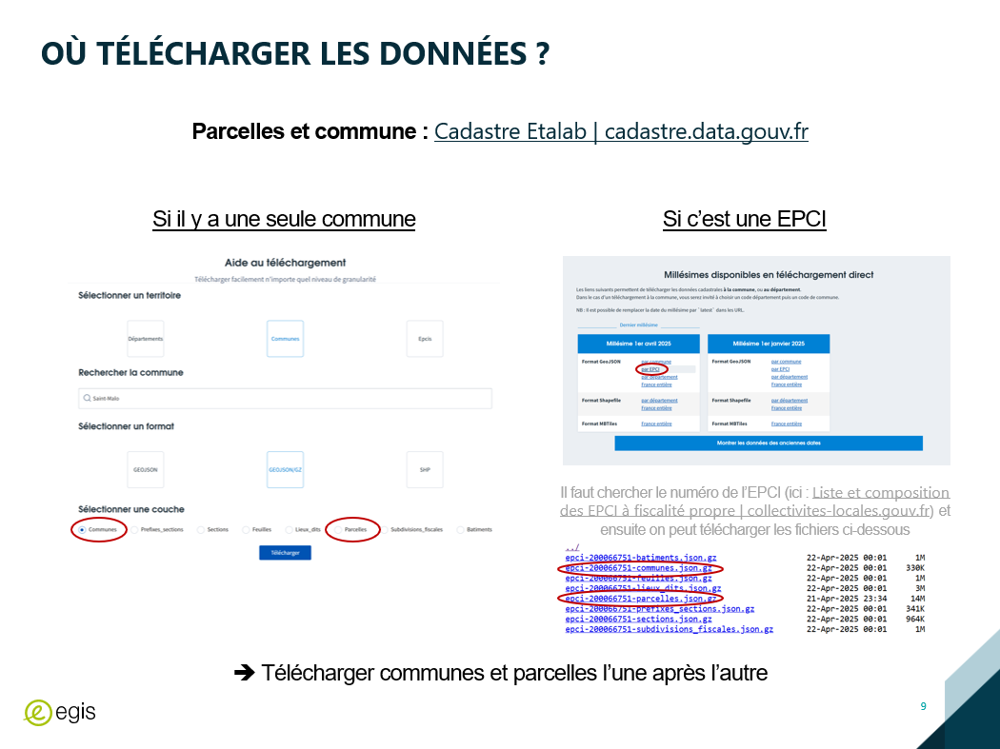 OÙ TÉLÉCHARGER LES DONNÉES ?
Parcelles et commune : Cadastre Etalab | cadastre.data.gouv.fr
Si il y a une seule commune
Aide au téléchargement
Télécharger facilement n'importe quel niveau de granularité
Sélectionner un territoire
Départements Communes Epcis
Rechercher la commune
Saint-Malo
Sélectionner un format
GEOJSON GEOJSON/GZ SHP
Sélectionner une couche
Communes Prefixes_sections Sections Feuilles Lieux_dits Parcelles Subdivisions_fiscales Batiments
Télécharger
Si c’est une EPCI
Millésimes disponibles en téléchargement direct
Les liens suivants permettent de télécharger les données cadastrales à la commune, ou au département.
Dans le cas d'un téléchargement à la commune, vous serez invité à choisir un code département puis un code de commune.
NB : Il est possible de remplacer la date du millésime par `latest` dans les URL.
Dernier millésime
Millésime 1er avril 2025 Millésime 1er janvier 2025
Format GeoJSON par commune Format GeoJSON par commune
par EPCI par EPCI
par département par département
France entière France entière
Format Shapefile par département Format Shapefile par département
France entière France entière
Format MBTiles France entière Format MBTiles France entière
Montrer les données des anciennes dates
Il faut chercher le numéro de l’EPCI (ici : Liste et composition
des EPCI à fiscalité propre | collectivites-locales.gouv.fr) et
ensuite on peut télécharger les fichiers ci-dessous
../
epci-200066751-batiments.json.gz 22-Apr-2025 00:01 1M
epci-200066751-communes.json.gz 22-Apr-2025 00:01 330K
epci-200066751-feuilles.json.gz 22-Apr-2025 00:01 1M
epci-200066751-lieux_dits.json.gz 22-Apr-2025 00:01 3M
epci-200066751-parcelles.json.gz 21-Apr-2025 23:34 14M
epci-200066751-prefixes_sections.json.gz 22-Apr-2025 00:01 341K
epci-200066751-sections.json.gz 22-Apr-2025 00:01 964K
epci-200066751-subdivisions_fiscales.json.gz 22-Apr-2025 00:01 1M
➔ Télécharger communes et parcelles l’une après l’autre
egis
9